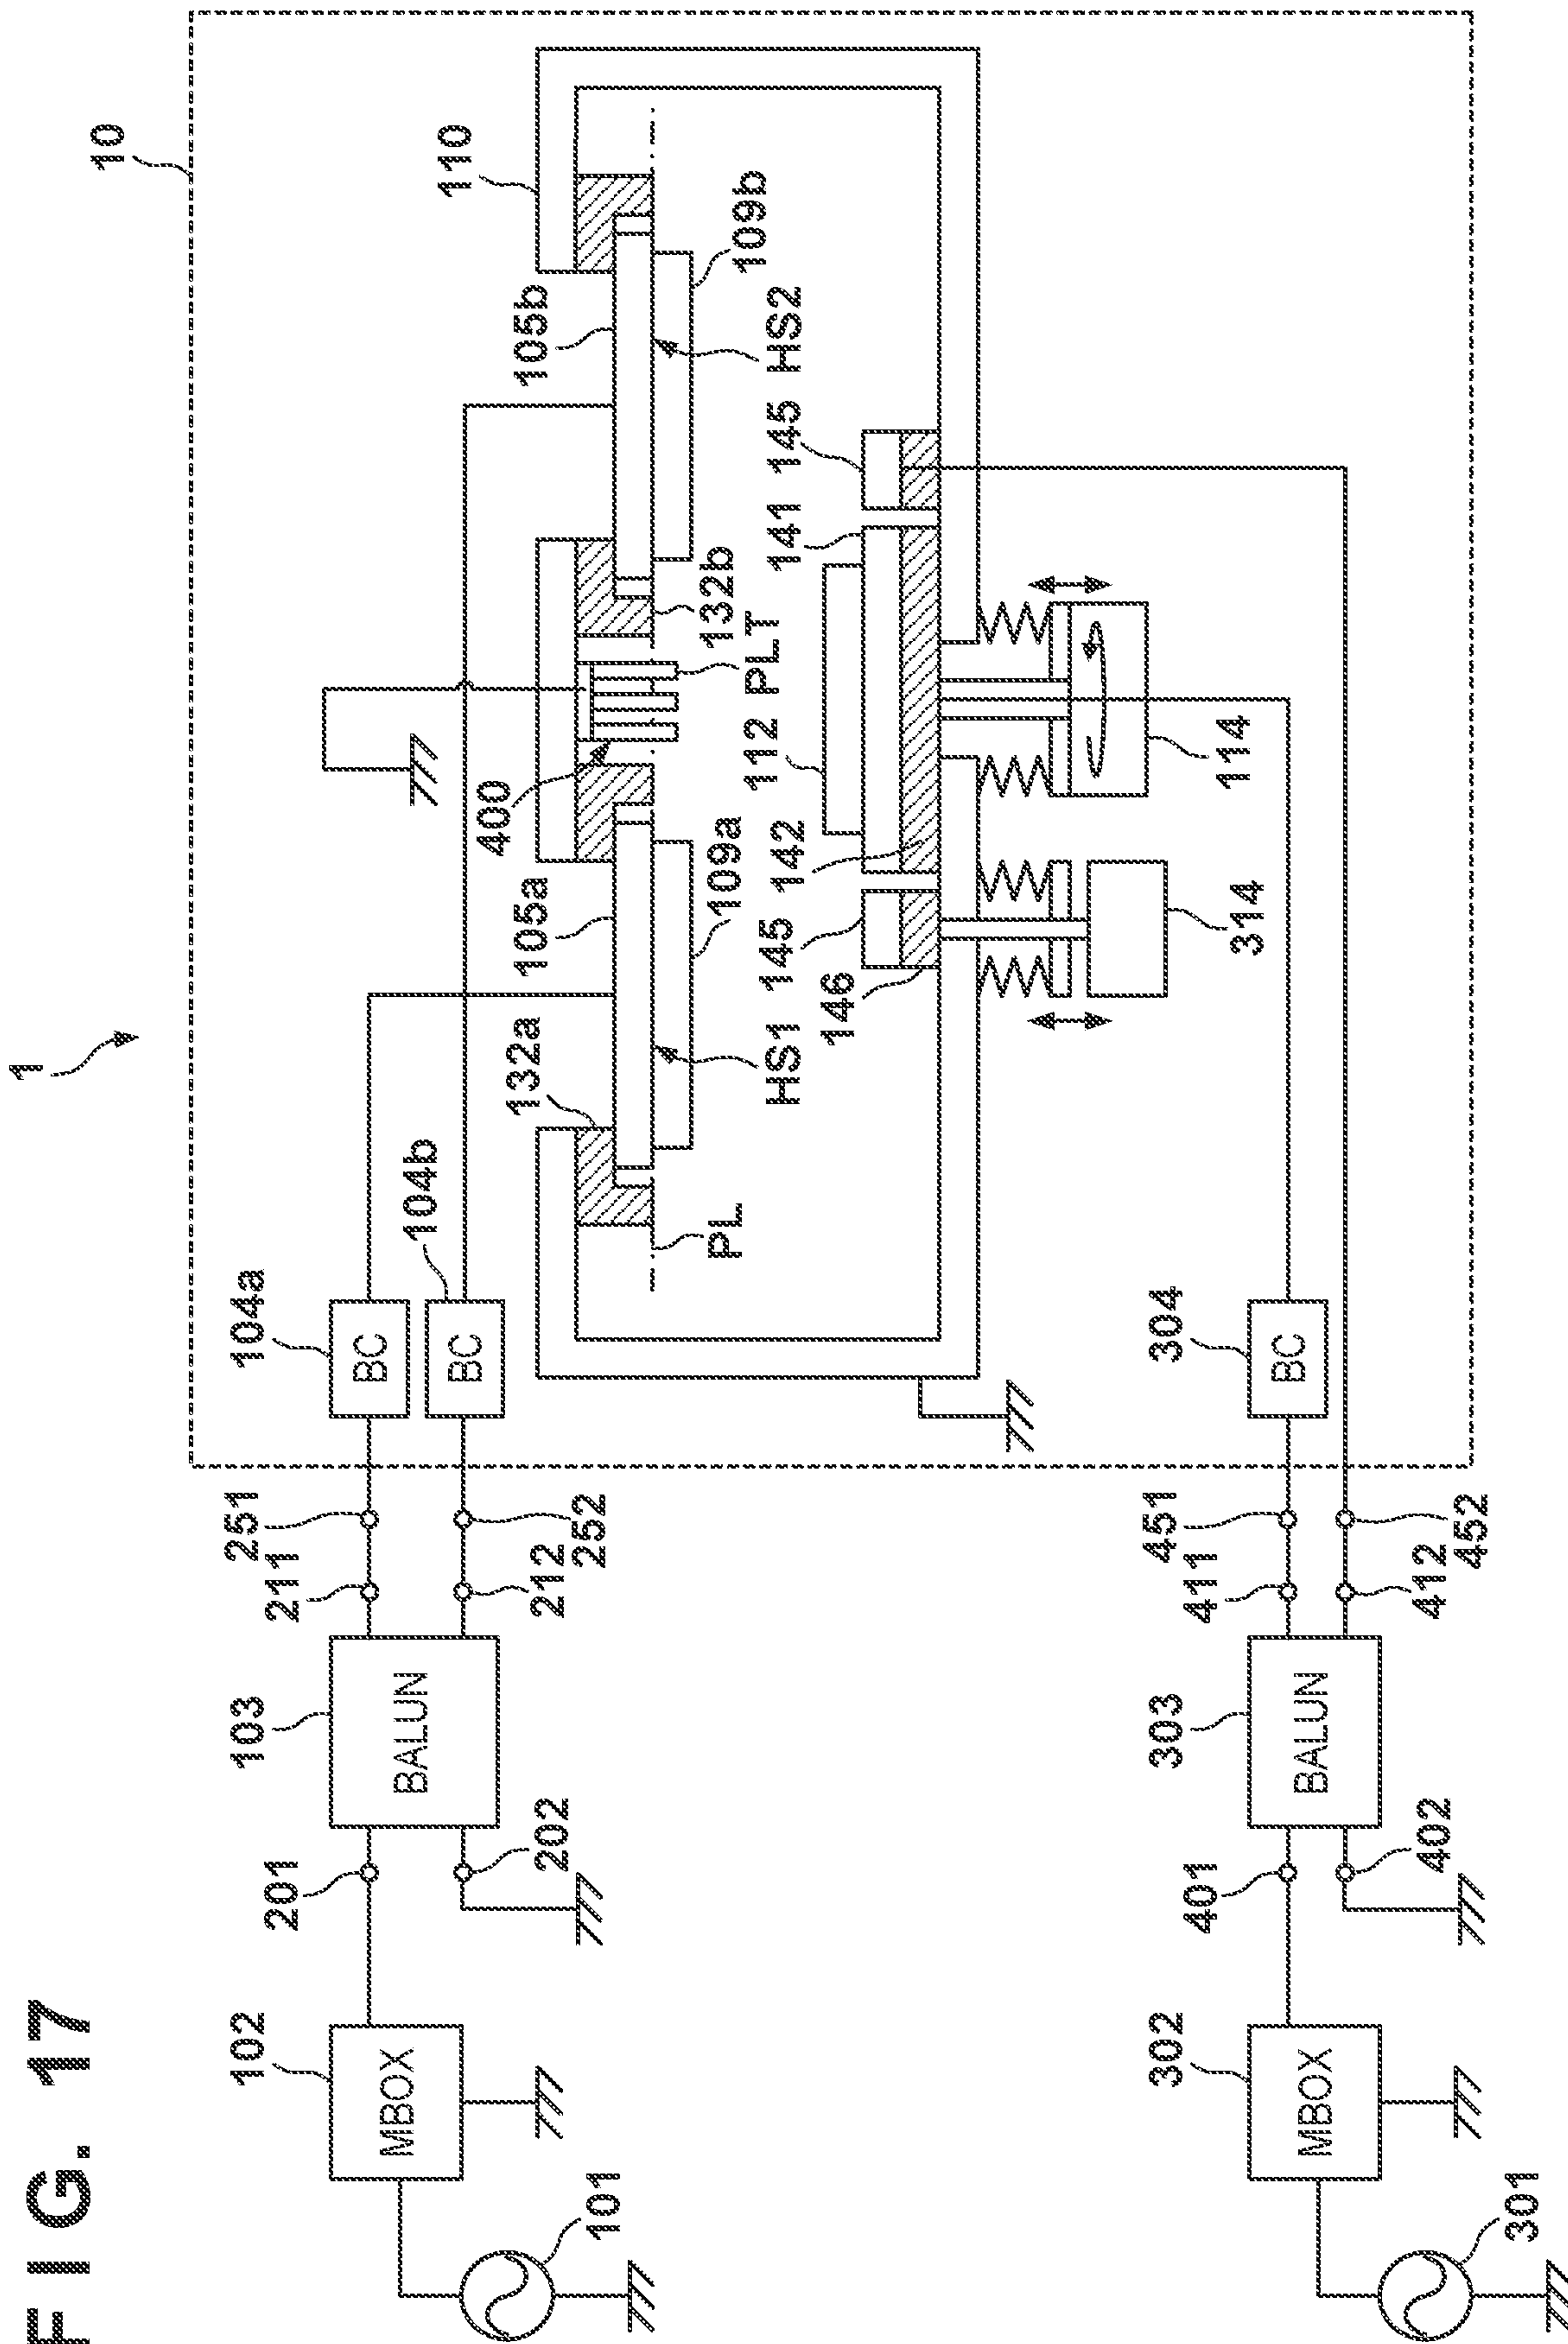 FIG. 17
1
10
101
102
MBOX
201
202
103
BALUN
211
251
212
252
104a
BC
104b
BC
110
132a
105a
400
105b
PL
HS1
109a
PLT
132b
HS2
109b
146
145
142
112
141
145
314
114
301
302
MBOX
401
402
303
BALUN
411
451
412
452
304
BC